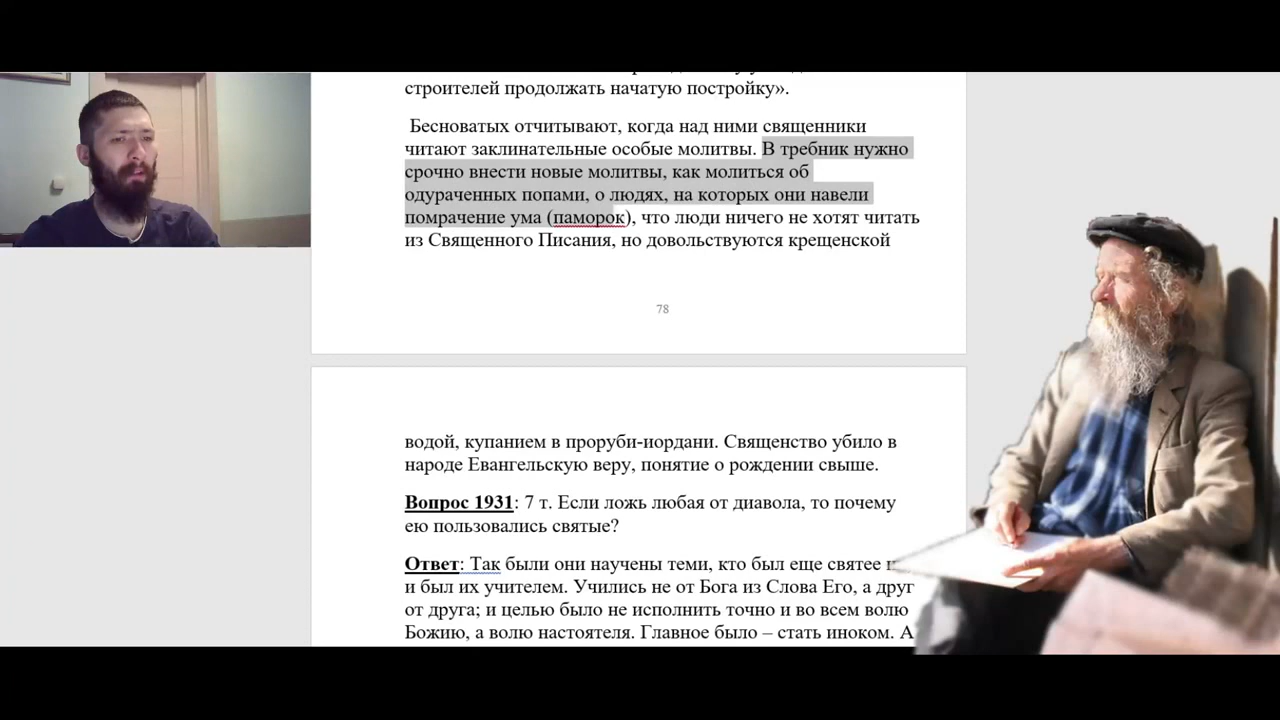 строителей продолжать начатую постройку».
Бесноватых отчитывают, когда над ними священники
читают заклинательные особые молитвы. В требник нужно
срочно внести новые молитвы, как молиться об
одураченных попами, о людях, на которых они навели
помрачение ума (паморок), что люди ничего не хотят читать
из Священного Писания, но довольствуются крещенской
78
водой, купанием в проруби-иордани. Священство убило в
народе Евангельскую веру, понятие о рождении свыше.
Вопрос 1931: 7 т. Если ложь любая от диавола, то почему
ею пользовались святые?
Ответ: Так были они научены теми, кто был еще святее
и был их учителем. Учились не от Бога из Слова Его, а друг
от друга; и целью было не исполнить точно и во всем волю
Божию, а волю настоятеля. Главное было – стать иноком. А